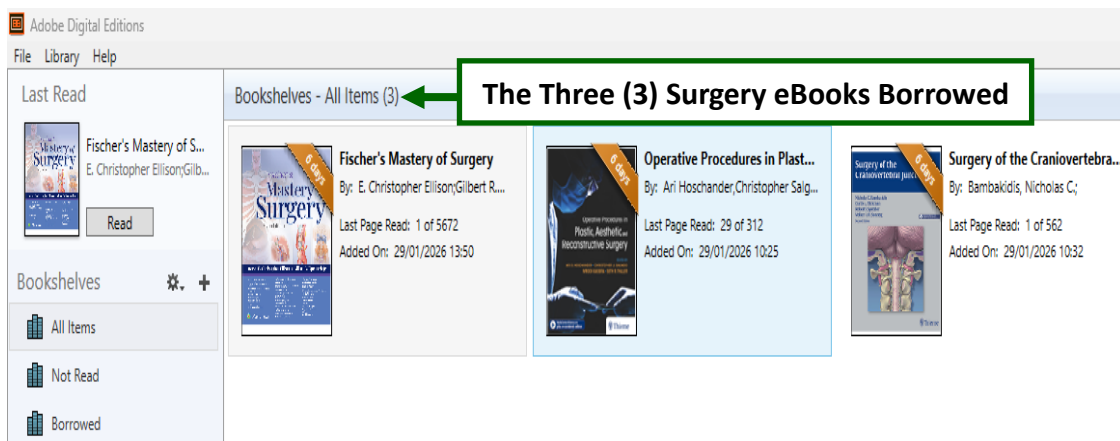 Adobe Digital Editions
File Library Help
Last Read
Mastery of
Surgery
Fischer's Mastery of S...
E. Christopher Ellison;Gilb...
Read
Bookshelves
All Items
Not Read
Borrowed
Bookshelves - All Items (3)
The Three (3) Surgery eBooks Borrowed
6 days
Mastery
Surgery
Fischer's Mastery of Surgery
By: E. Christopher Ellison;Gilbert R....
Last Page Read: 1 of 5672
Added On: 29/01/2026 13:50
6 days
Operative Procedures in
Plastic, Aesthetic, and
Reconstructive Surgery
Thieme
Operative Procedures in Plast...
By: Ari Hoschander,Christopher Salg...
Last Page Read: 29 of 312
Added On: 29/01/2026 10:25
6 days
Surgery of the
Craniovertebral Junction
Thieme
Surgery of the Craniovertebra...
By: Bambakidis, Nicholas C.;
Last Page Read: 1 of 562
Added On: 29/01/2026 10:32